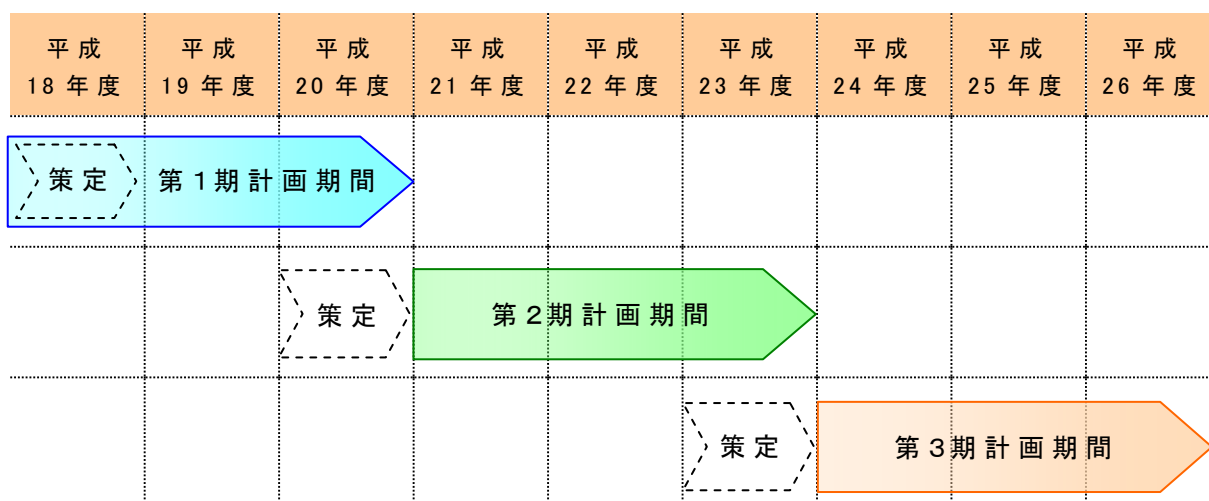 平成 平成 平成 平成 平成 平成 平成 平成 平成
18年度 19年度 20年度 21年度 22年度 23年度 24年度 25年度 26年度
策定 第1期計画期間
策定 第2期計画期間
策定 第3期計画期間